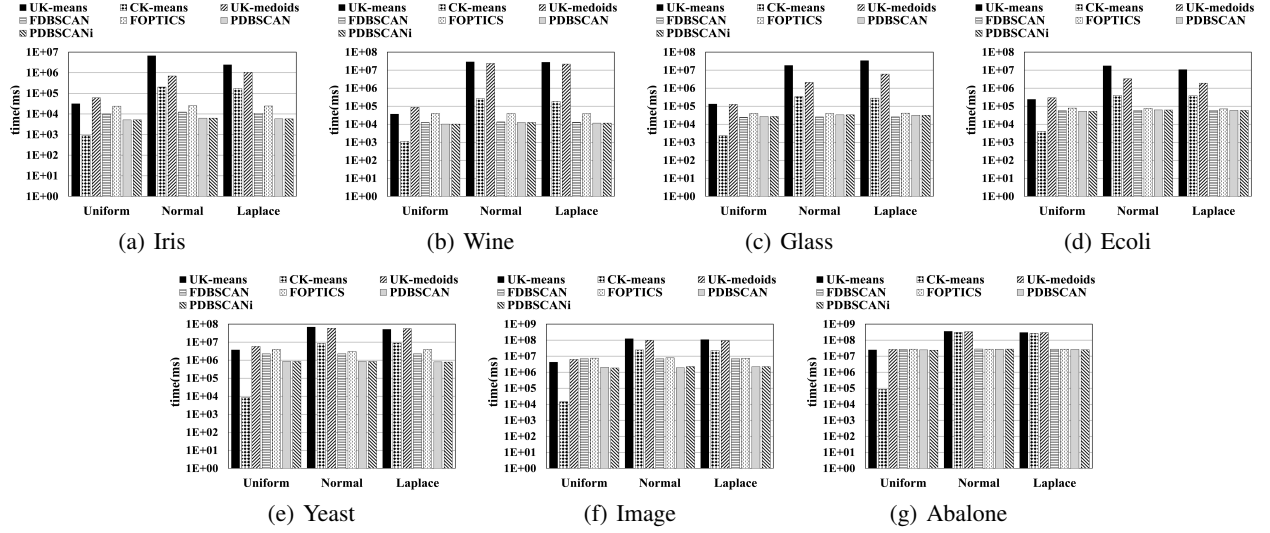 UK-means CK-means UK-medoids
FDBSCAN FOPTICS PDBSCAN
PDBSCANi
1E+07
1E+06
1E+05
1E+04
1E+03
1E+02
1E+01
1E+00
time(ms)
Uniform Normal Laplace
(a) Iris
UK-means CK-means UK-medoids
FDBSCAN FOPTICS PDBSCAN
PDBSCANi
1E+08
1E+07
1E+06
1E+05
1E+04
1E+03
1E+02
1E+01
1E+00
time(ms)
Uniform Normal Laplace
(b) Wine
UK-means CK-means UK-medoids
FDBSCAN FOPTICS PDBSCAN
PDBSCANi
1E+08
1E+07
1E+06
1E+05
1E+04
1E+03
1E+02
1E+01
1E+00
time(ms)
Uniform Normal Laplace
(c) Glass
UK-means CK-means UK-medoids
FDBSCAN FOPTICS PDBSCAN
PDBSCANi
1E+08
1E+07
1E+06
1E+05
1E+04
1E+03
1E+02
1E+01
1E+00
time(ms)
Uniform Normal Laplace
(d) Ecoli
UK-means CK-means UK-medoids
FDBSCAN FOPTICS PDBSCAN
PDBSCANi
1E+08
1E+07
1E+06
1E+05
1E+04
1E+03
1E+02
1E+01
1E+00
time(ms)
Uniform Normal Laplace
(e) Yeast
UK-means CK-means UK-medoids
FDBSCAN FOPTICS PDBSCAN
PDBSCANi
1E+09
1E+08
1E+07
1E+06
1E+05
1E+04
1E+03
1E+02
1E+01
1E+00
time(ms)
Uniform Normal Laplace
(f) Image
UK-means CK-means UK-medoids
FDBSCAN FOPTICS PDBSCAN
PDBSCANi
1E+09
1E+08
1E+07
1E+06
1E+05
1E+04
1E+03
1E+02
1E+01
1E+00
time(ms)
Uniform Normal Laplace
(g) Abalone